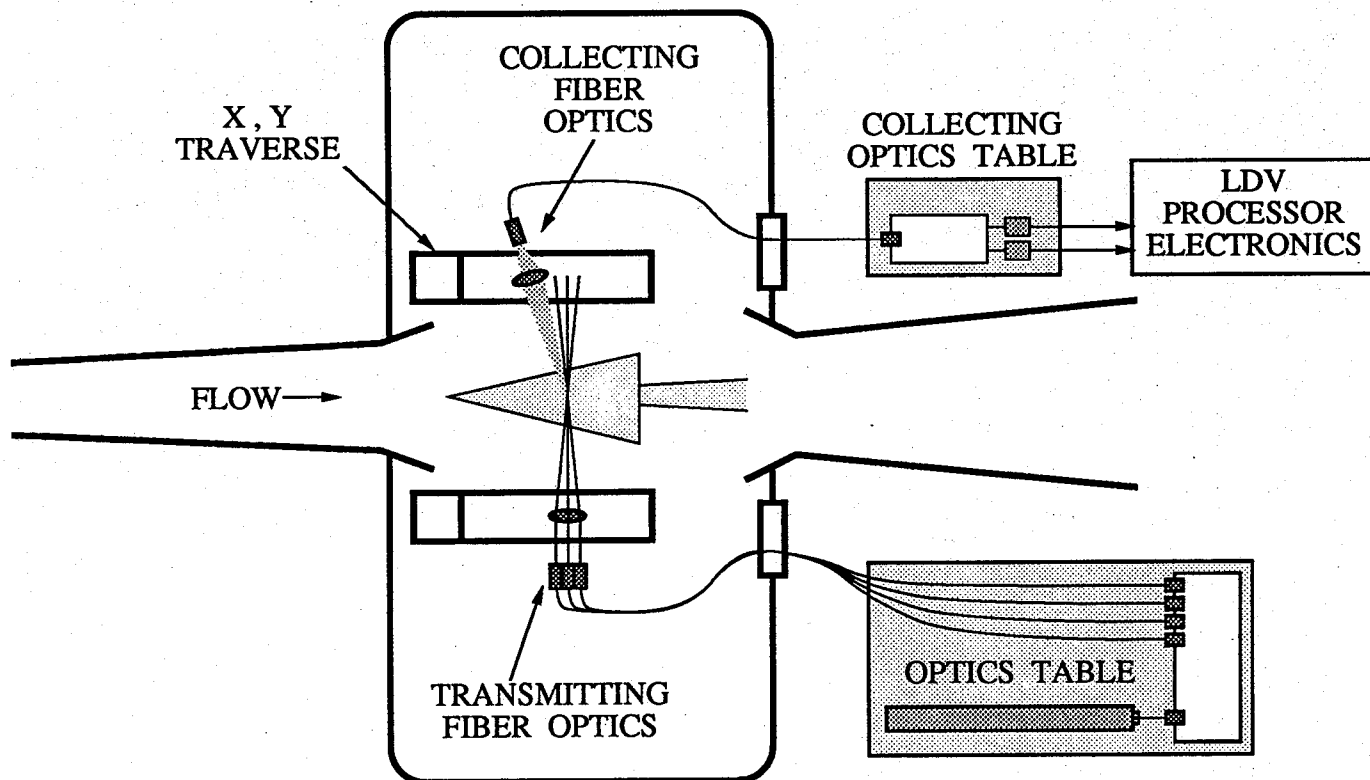 COLLECTING
FIBER
OPTICS
X , Y
TRAVERSE
COLLECTING
OPTICS TABLE
LDV
PROCESSOR
ELECTRONICS
FLOW
OPTICS TABLE
TRANSMITTING
FIBER OPTICS